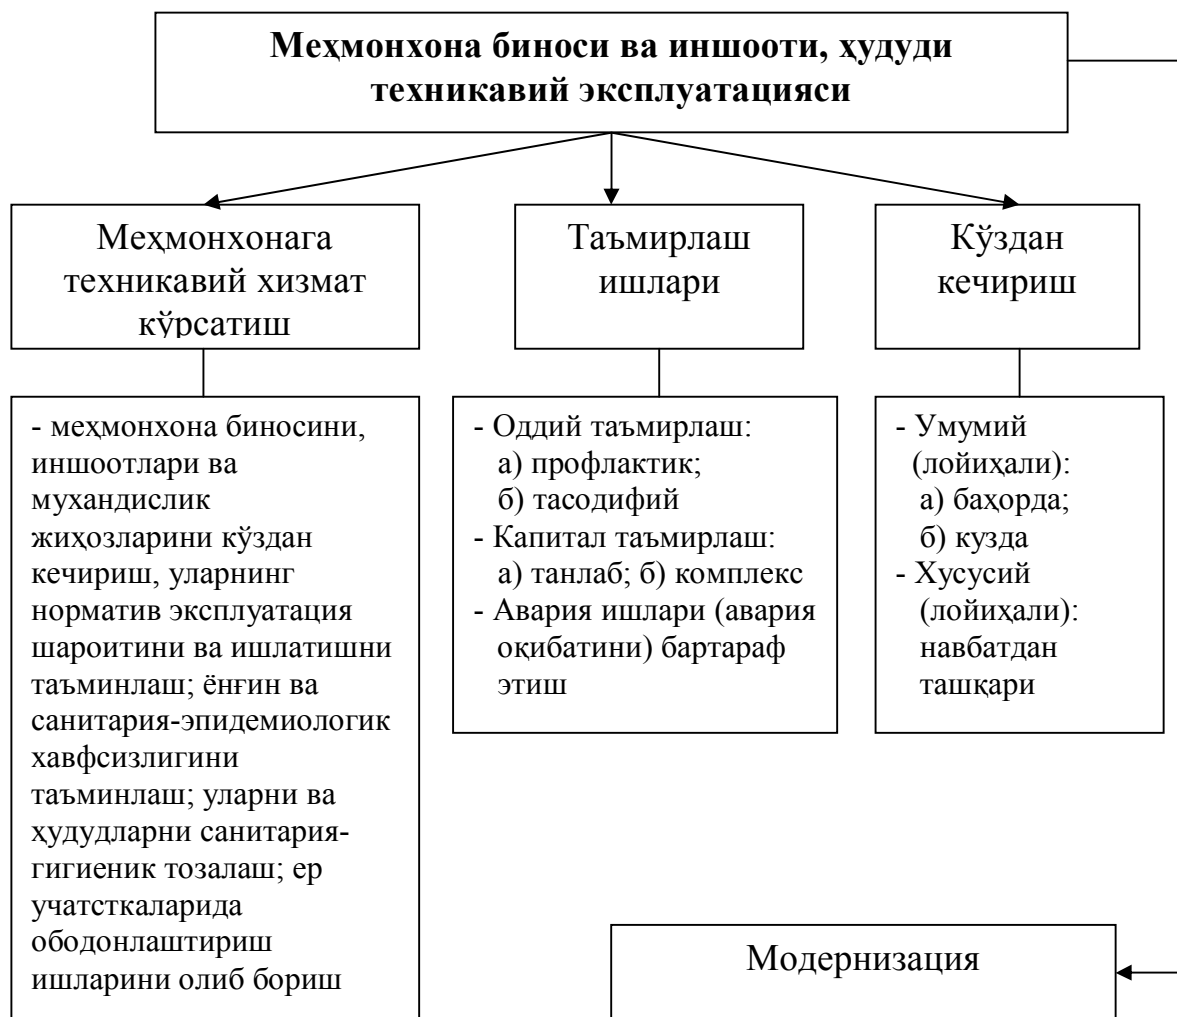 Меҳмонхона биноси ва иншооти, ҳудуди
техникавий эксплуатацияси
Меҳмонхонага
техникавий хизмат
кўрсатиш
Таъмирлаш
ишлари
Кўздан
кечириш
- меҳмонхона биносини,
иншоотлари ва
мухандислик
жиҳозларини кўздан
кечириш, уларнинг
норматив эксплуатация
шароитини ва ишлатишни
таъминлаш; ёнғин ва
санитария-эпидемиологик
хавфсизлигини
таъминлаш; уларни ва
ҳудудларни санитария-
гигиеник тозалаш; ер
учатсткаларида
ободонлаштириш
ишларини олиб бориш
- Оддий таъмирлаш:
а) профлактик;
б) тасодифий
- Капитал таъмирлаш:
а) танлаб; б) комплекс
- Авария ишлари (авария
оқибатини) бартараф
этиш
- Умумий
(лойиҳали):
а) баҳорда;
б) кузда
- Хусусий
(лойиҳали):
навбатдан
ташқари
Модернизация